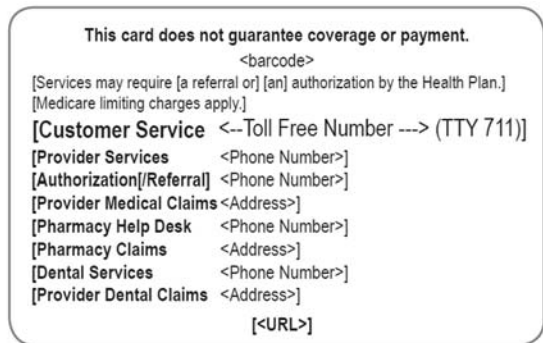 This card does not guarantee coverage or payment.
<barcode>
[Services may require [a referral or] [an] authorization by the Health Plan.]
[Medicare limiting charges apply.]
[Customer Service <--Toll Free Number ---> (TTY 711)]
[Provider Services <Phone Number>]
[Authorization[/Referral] <Phone Number>]
[Provider Medical Claims <Address>]
[Pharmacy Help Desk <Phone Number>]
[Pharmacy Claims <Address>]
[Dental Services <Phone Number>]
[Provider Dental Claims <Address>]
[<URL>]